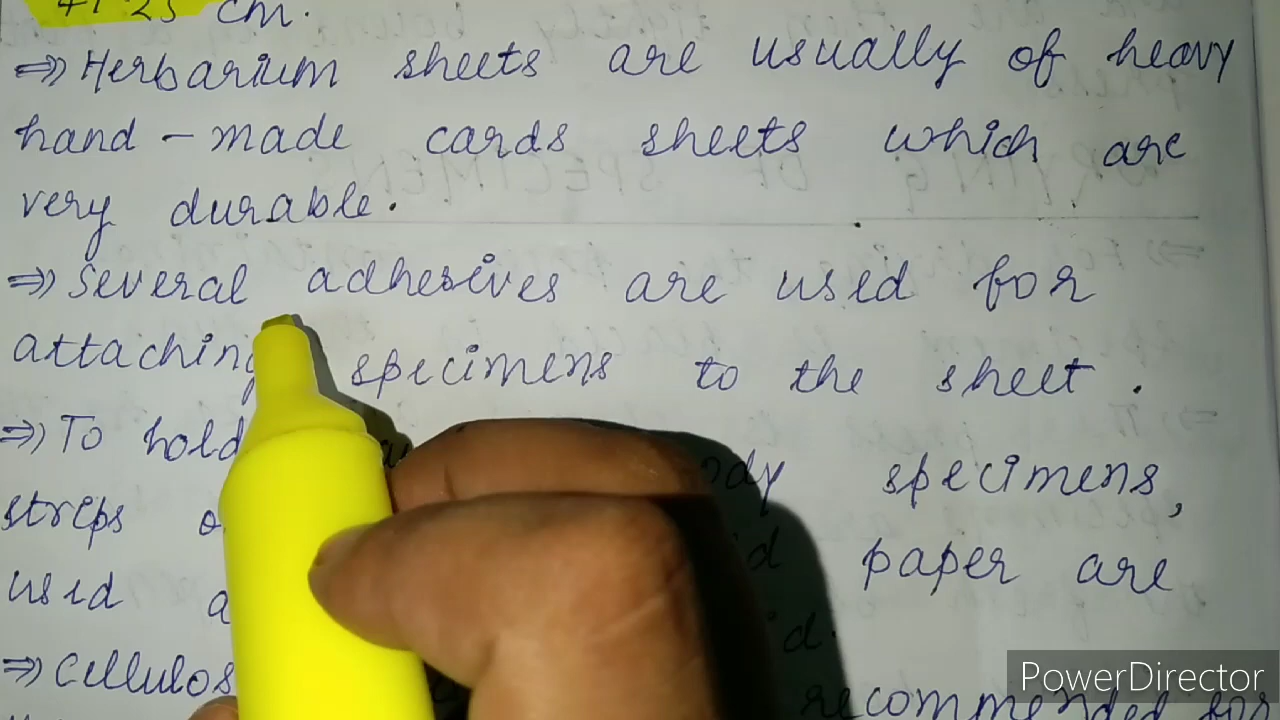 cm.
⇒ Herbarium sheets are usually of heavy
hand-made cards sheets which are
very durable.
⇒ Several adhesives are used for
attaching specimens to the sheet.
⇒ To hold specimens,
strips
used paper are
⇒
recommended for
PowerDirector